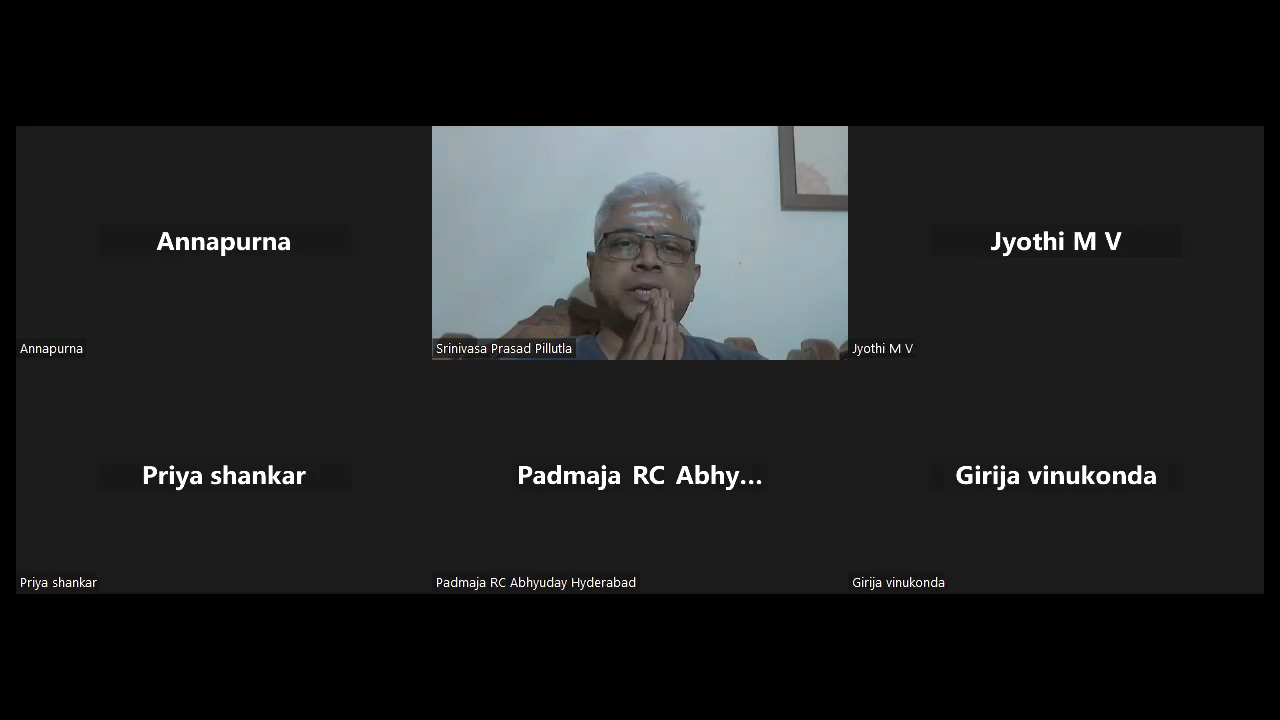 Annapurna
Annapurna
Srinivasa Prasad Pillutla
Jyothi M V
Jyothi M V
Priya shankar
Priya shankar
Padmaja RC Abhy...
Padmaja RC Abhyuday Hyderabad
Girija vinukonda
Girija vinukonda